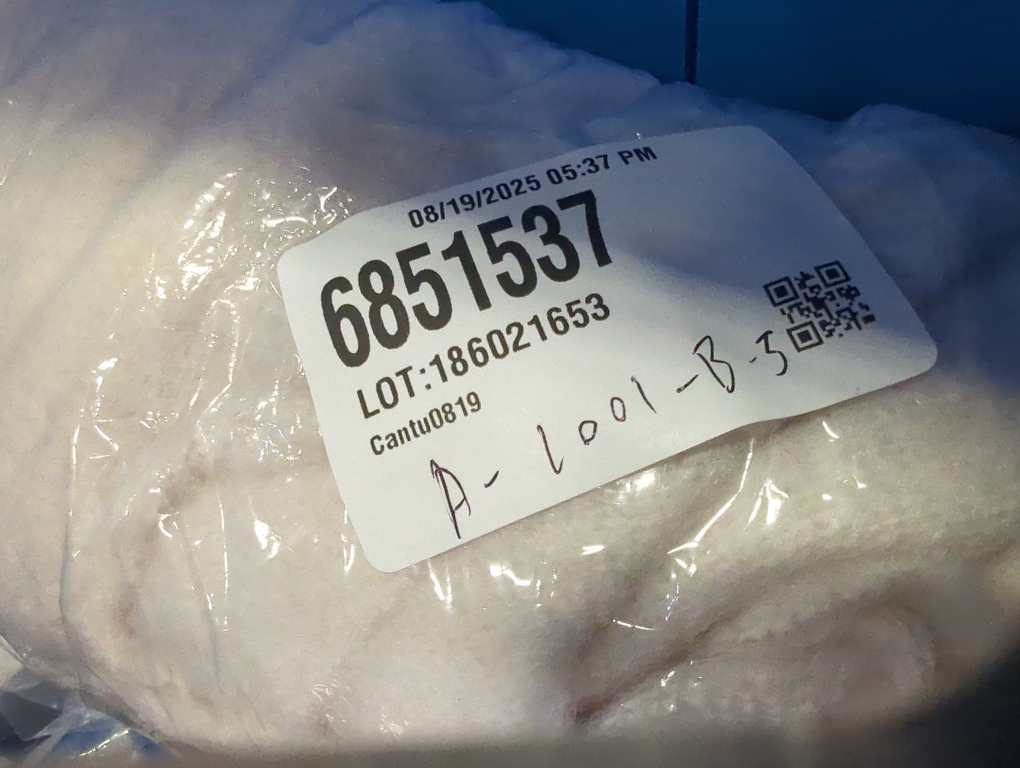 08/19/2025 05:37 PM
6851537
LOT:186021653
Cantu0819
A-1001-B-3